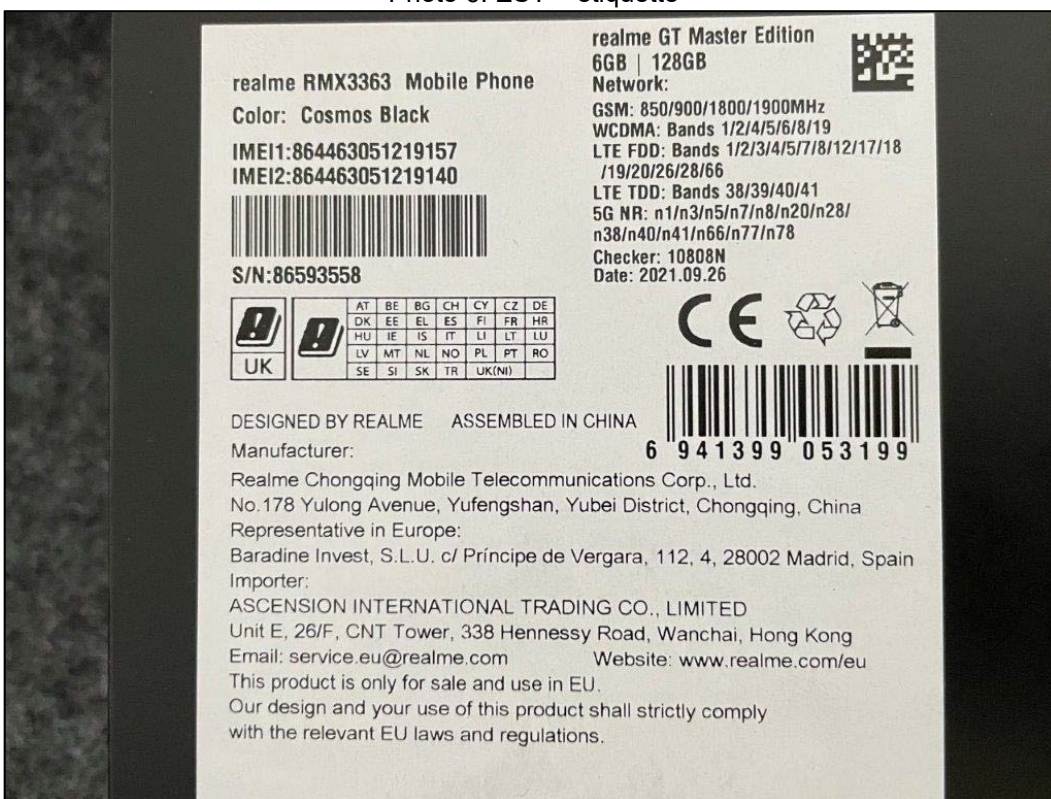 realme RMX3363 Mobile Phone
Color: Cosmos Black
IMEI1:864463051219157
IMEI2:864463051219140
S/N:86593558
realme GT Master Edition
6GB | 128GB
Network:
GSM: 850/900/1800/1900MHz
WCDMA: Bands 1/2/4/5/6/8/19
LTE FDD: Bands 1/2/3/4/5/7/8/12/17/18
/19/20/26/28/66
LTE TDD: Bands 38/39/40/41
5G NR: n1/n3/n5/n7/n8/n20/n28/
n38/n40/n41/n66/n77/n78
Checker: 10808N
Date: 2021.09.26
UK
AT BE BG CH CY CZ DE
DK EE EL ES FI FR HR
HU IE IS IT LI LT LU
LV MT NL NO PL PT RO
SE SI SK TR UK(NI)
CE
DESIGNED BY REALME ASSEMBLED IN CHINA
6 941399 053199
Manufacturer:
Realme Chongqing Mobile Telecommunications Corp., Ltd.
No.178 Yulong Avenue, Yufengshan, Yubei District, Chongqing, China
Representative in Europe:
Baradine Invest, S.L.U. c/ Príncipe de Vergara, 112, 4, 28002 Madrid, Spain
Importer:
ASCENSION INTERNATIONAL TRADING CO., LIMITED
Unit E, 26/F, CNT Tower, 338 Hennessy Road, Wanchai, Hong Kong
Email: service.eu@realme.com Website: www.realme.com/eu
This product is only for sale and use in EU.
Our design and your use of this product shall strictly comply
with the relevant EU laws and regulations.